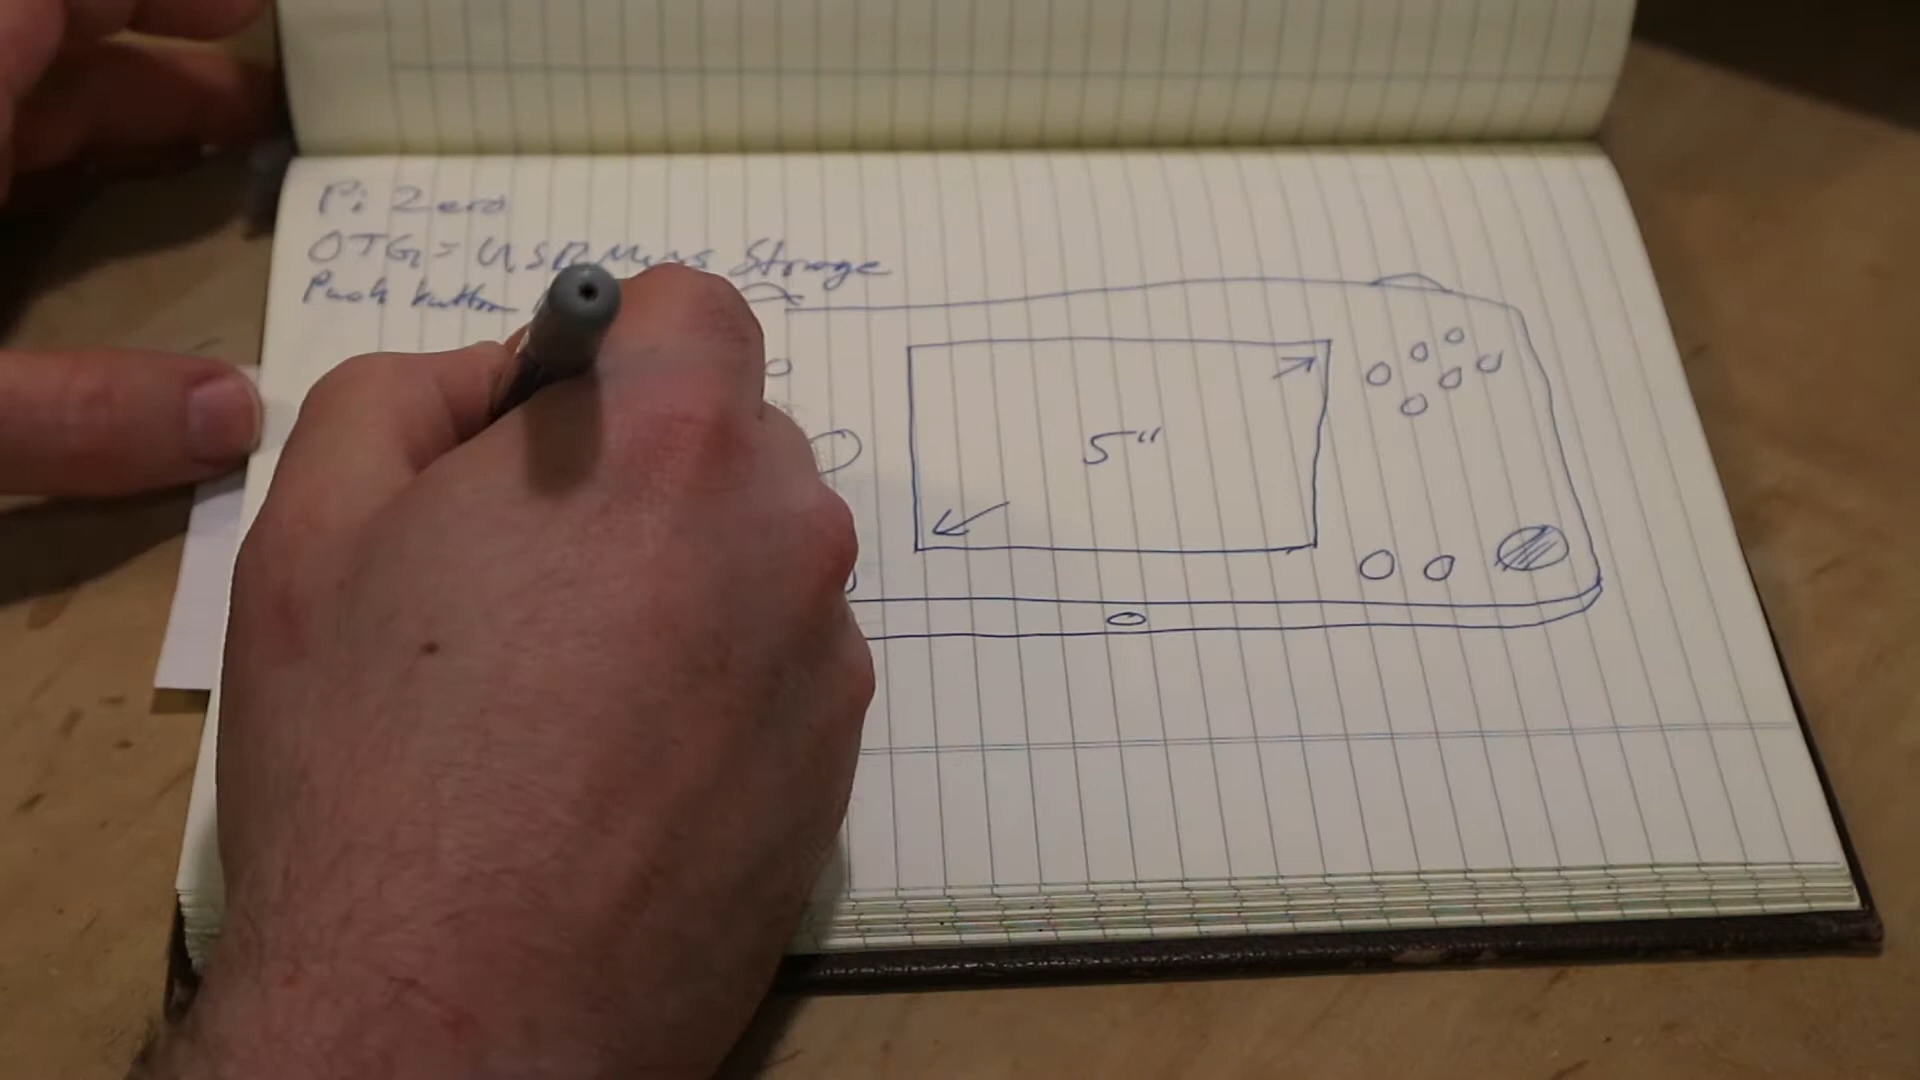 Pi Zero
OTG = USB Mass Storage
Push button
5"